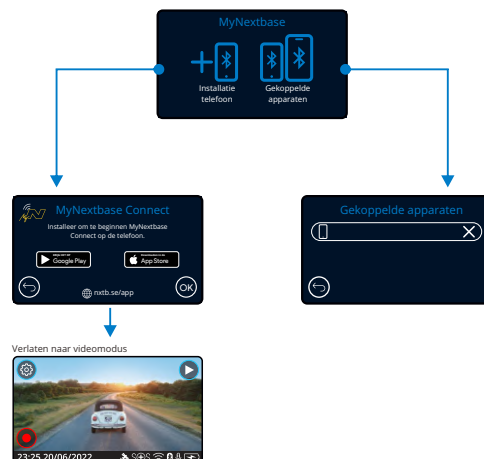 MyNextbase
Installatie
telefoon
Gekoppelde
apparaten
MyNextbase Connect
Installeer om te beginnen MyNextbase
Connect op de telefoon.
Google Play
App Store
nxtb.se/app
OK
Gekoppelde apparaten
Verlaten naar videomodus
23:25 20/06/2022
SOS